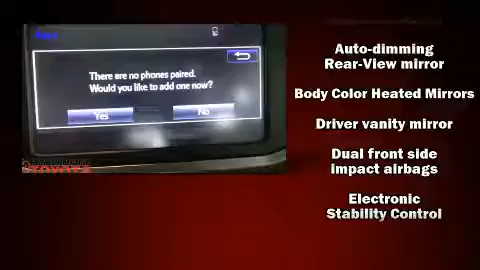 There are no phones paired.
Would you like to add one now?
Yes
No
TOYOTA
Auto-dimming
Rear-View mirror
Body Color Heated Mirrors
Driver vanity mirror
Dual front side
impact airbags
Electronic
Stability Control